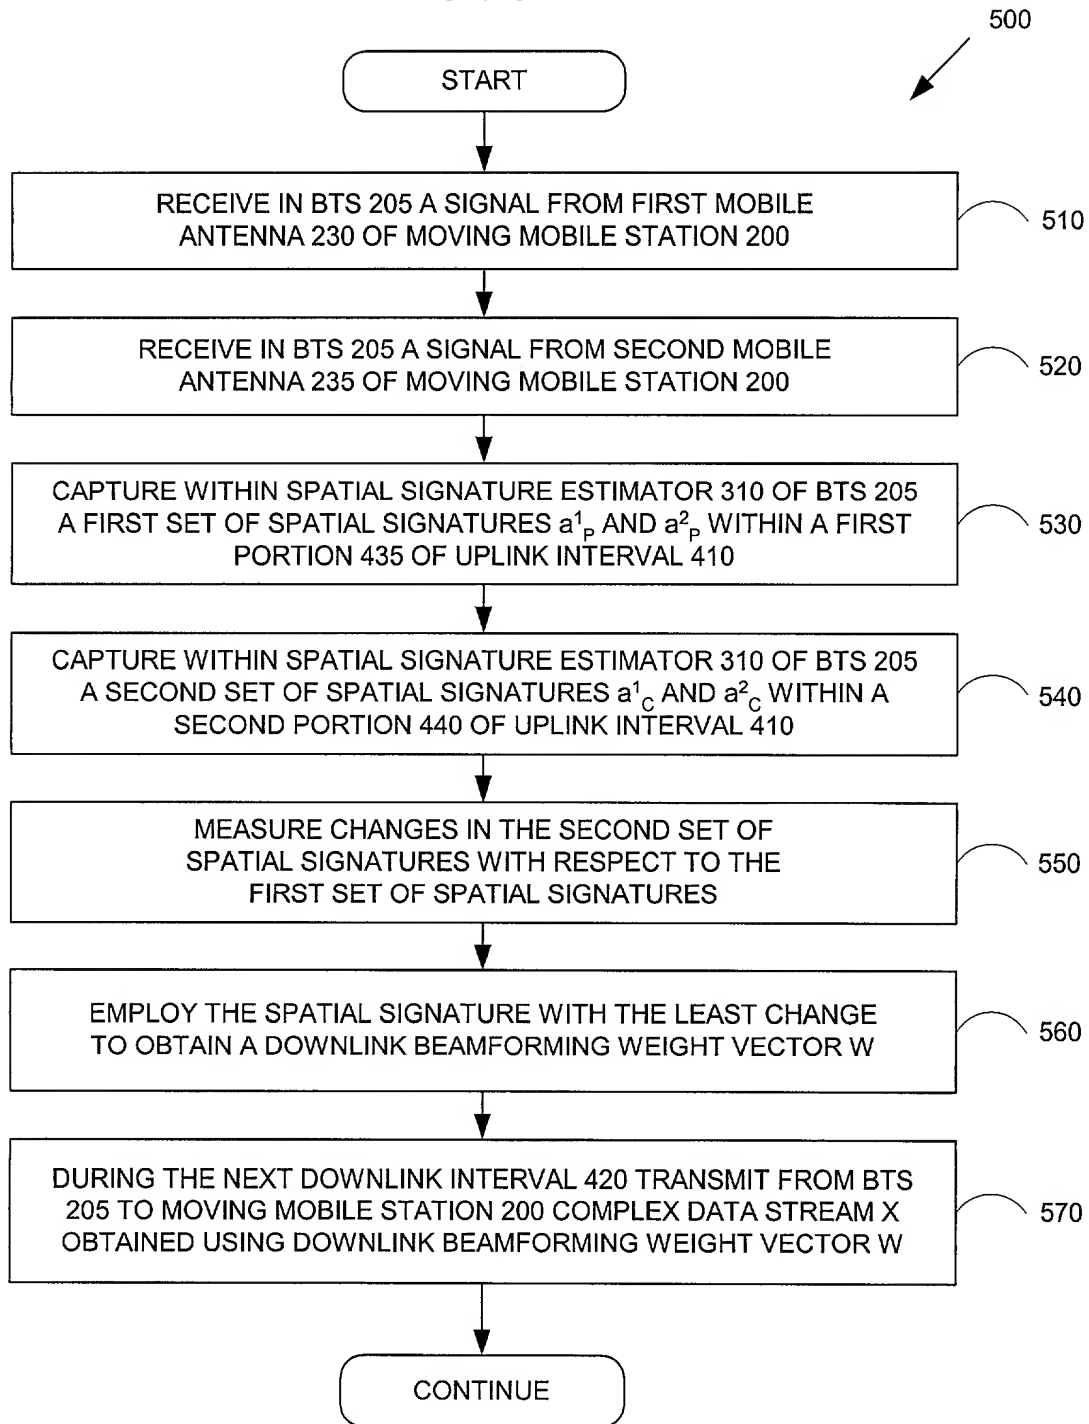 500
START
RECEIVE IN BTS 205 A SIGNAL FROM FIRST MOBILE
ANTENNA 230 OF MOVING MOBILE STATION 200
510
RECEIVE IN BTS 205 A SIGNAL FROM SECOND MOBILE
ANTENNA 235 OF MOVING MOBILE STATION 200
520
CAPTURE WITHIN SPATIAL SIGNATURE ESTIMATOR 310 OF BTS 205
A FIRST SET OF SPATIAL SIGNATURES a¹P AND a²P WITHIN A FIRST
PORTION 435 OF UPLINK INTERVAL 410
530
CAPTURE WITHIN SPATIAL SIGNATURE ESTIMATOR 310 OF BTS 205
A SECOND SET OF SPATIAL SIGNATURES a¹C AND a²C WITHIN A
SECOND PORTION 440 OF UPLINK INTERVAL 410
540
MEASURE CHANGES IN THE SECOND SET OF
SPATIAL SIGNATURES WITH RESPECT TO THE
FIRST SET OF SPATIAL SIGNATURES
550
EMPLOY THE SPATIAL SIGNATURE WITH THE LEAST CHANGE
TO OBTAIN A DOWNLINK BEAMFORMING WEIGHT VECTOR W
560
DURING THE NEXT DOWNLINK INTERVAL 420 TRANSMIT FROM BTS
205 TO MOVING MOBILE STATION 200 COMPLEX DATA STREAM X
OBTAINED USING DOWNLINK BEAMFORMING WEIGHT VECTOR W
570
CONTINUE